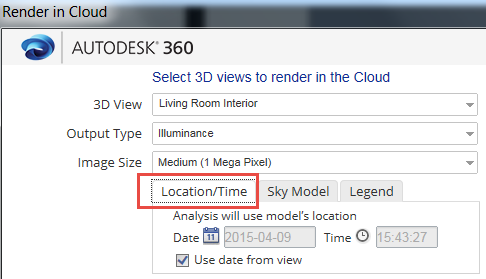 Render in Cloud
AUTODESK® 360
Select 3D views to render in the Cloud
3D View Living Room Interior
Output Type Illuminance
Image Size Medium (1 Mega Pixel)
Location/Time Sky Model Legend
Analysis will use model's location
Date 11 2015-04-09 Time 15:43:27
Use date from view